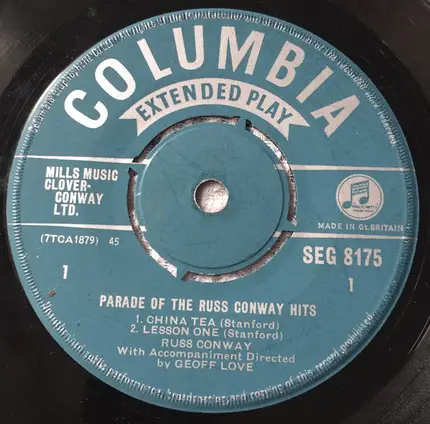 COLUMBIA
EXTENDED PLAY
MILLS MUSIC
CLOVER-
CONWAY
LTD.
MADE IN GT. BRITAIN
(7TCA1879) 45
SEG 8175
1
1
PARADE OF THE RUSS CONWAY HITS
1. CHINA TEA (Stanford)
2. LESSON ONE (Stanford)
RUSS CONWAY
With Accompaniment Directed
by GEOFF LOVE